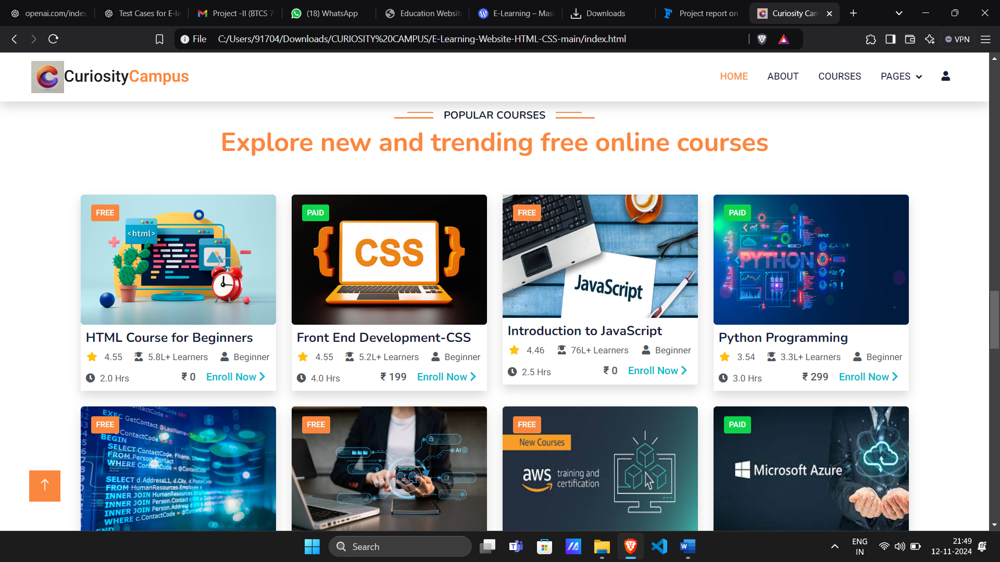 openai.com/index
Test Cases for E-le
Project -II (BTCS 7
(18) WhatsApp
Education Websit
E-Learning – Mas
Downloads
Project report on
Curiosity Can
File C:/Users/91704/Downloads/CURIOSITY%20CAMPUS/E-Learning-Website-HTML-CSS-main/index.html
VPN
CuriosityCampus
HOME
ABOUT
COURSES
PAGES
POPULAR COURSES
Explore new and trending free online courses
FREE
<html>
HTML Course for Beginners
4.55 5.8L+ Learners Beginner
2.0 Hrs ₹ 0 Enroll Now
PAID
{ CSS }
Front End Development-CSS
4.55 5.2L+ Learners Beginner
4.0 Hrs ₹ 199 Enroll Now
FREE
JavaScript
Introduction to JavaScript
4.46 76L+ Learners Beginner
2.5 Hrs ₹ 0 Enroll Now
PAID
INPUT
PYTHON
Python Programming
3.54 3.3L+ Learners Beginner
3.0 Hrs ₹ 299 Enroll Now
FREE
EXEC GetContact @LastName
ContactCode
BEGIN
SELECT ContactCode, FName,
FROM Person.Contact
WHERE ContactCode = @Conta
SELECT d.AddressL1, d.City, d.PostalCode
FROM HumanResources.Employee
INNER JOIN HumanResources.Employee
INNER JOIN Person.Contact
INNER JOIN Person.Address
WHERE c.ContactCode = @ContactCode
END
FREE
AI
CHAT GPT
FREE
New Courses
aws training and
certification
PAID
Microsoft Azure
Search
ENG
IN
21:49
12-11-2024